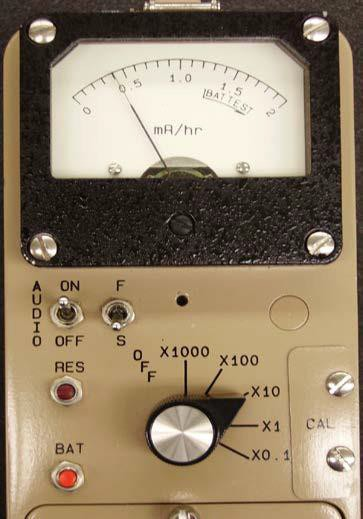 0 0.5 1.0 1.5 2
BAT TEST
mR/hr
AUDIO
ON
OFF
F
S
RES
BAT
OFF
X1000
X100
X10
X1
X0.1
CAL